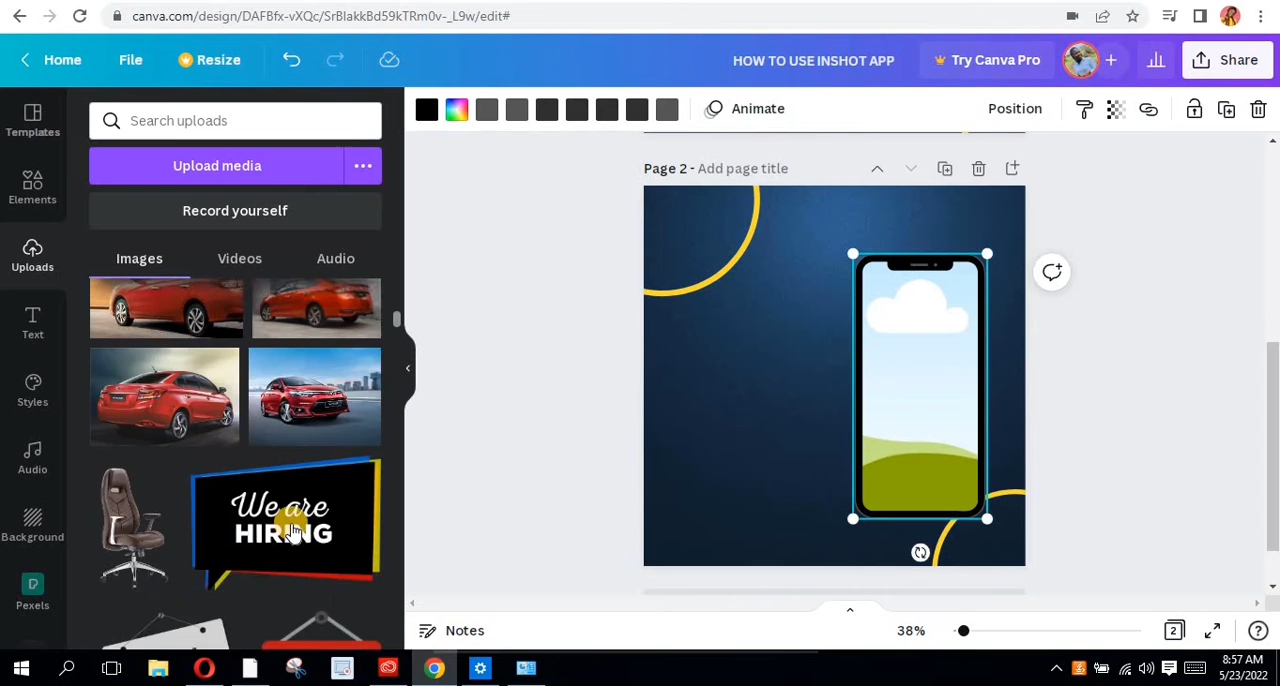 canva.com/design/DAFBfx-vXQc/SrBlakkBd59kTRm0v-_L9w/edit#
Home
File
Resize
HOW TO USE INSHOT APP
Try Canva Pro
Share
Templates
Elements
Uploads
Text
Styles
Audio
Background
Pexels
Search uploads
Upload media
Record yourself
Images
Videos
Audio
We are
HIRING
Animate
Position
Page 2 - Add page title
Notes
38%
2
8:57 AM
5/23/2022